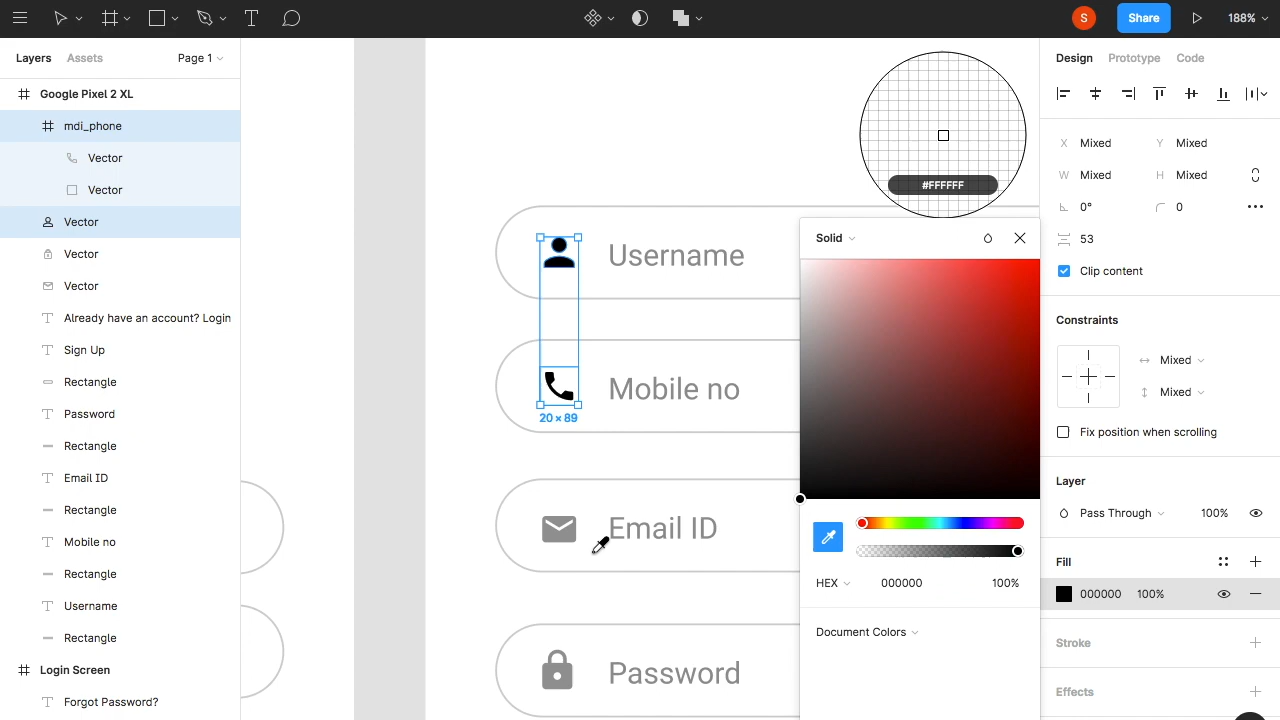 S
Share
188%
Layers
Assets
Page 1
Design
Prototype
Code
Google Pixel 2 XL
mdi_phone
Vector
Vector
Vector
Vector
Vector
Already have an account? Login
Sign Up
Rectangle
Password
Rectangle
Email ID
Rectangle
Mobile no
Rectangle
Username
Rectangle
Login Screen
Forgot Password?
#FFFFFF
Username
Mobile no
20 × 89
Email ID
Password
Solid
HEX
000000
100%
Document Colors
X Mixed
Y Mixed
W Mixed
H Mixed
0°
0
53
Clip content
Constraints
Mixed
Mixed
Fix position when scrolling
Layer
Pass Through
100%
Fill
000000
100%
Stroke
Effects